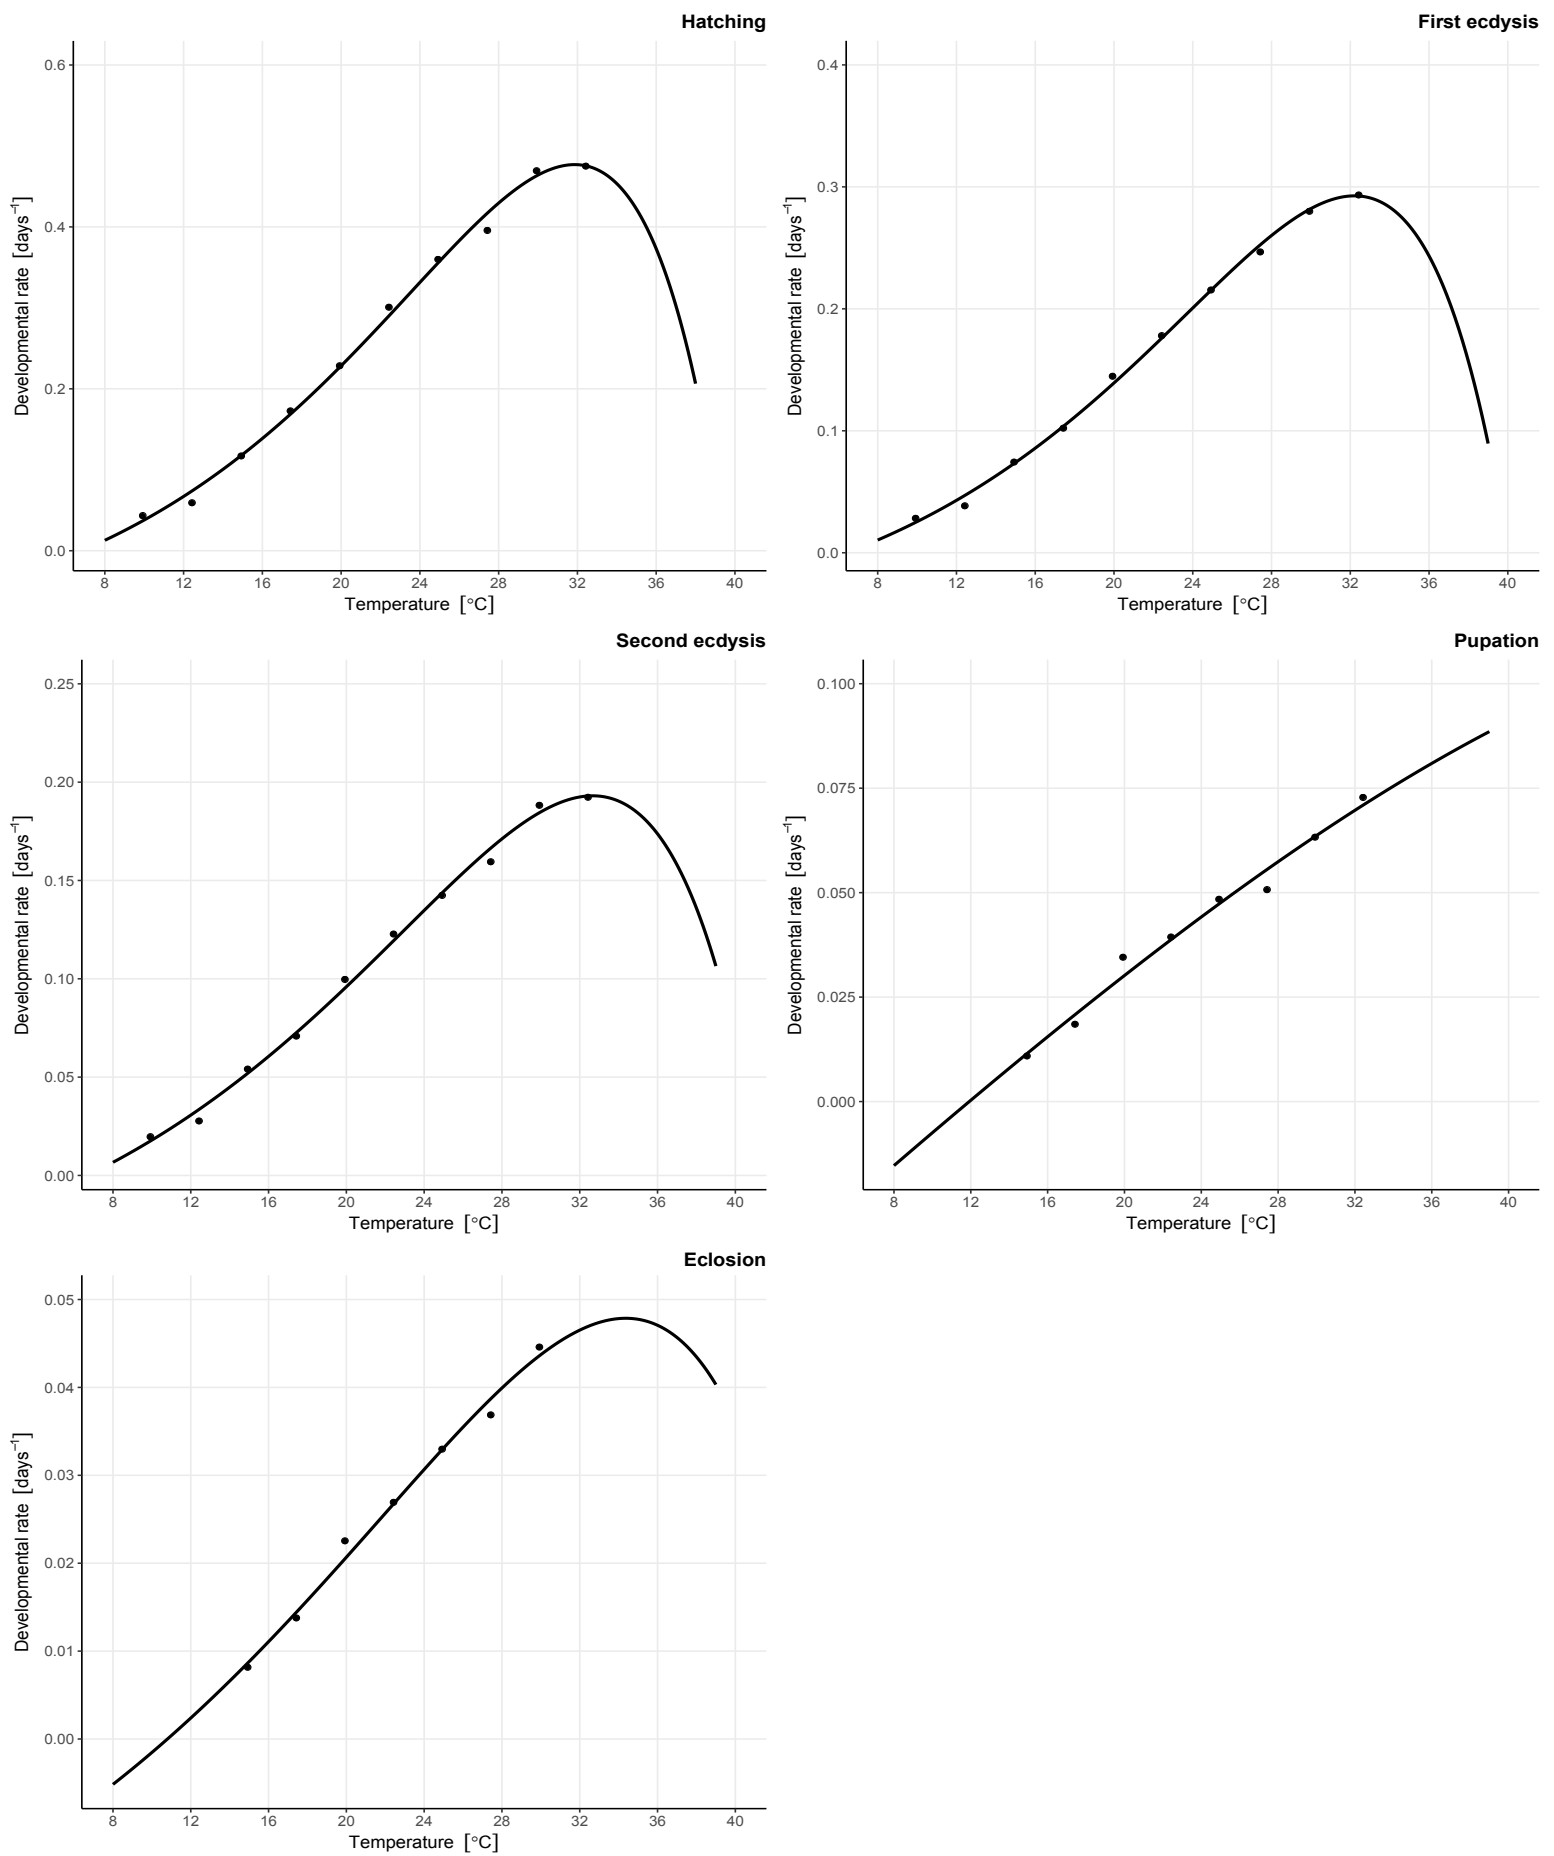 Hatching
First ecdysis
0.6
0.4
0.2
0.0
Developmental rate [days⁻¹]
8 12 16 20 24 28 32 36 40
Temperature [°C]
0.4
0.3
0.2
0.1
0.0
Developmental rate [days⁻¹]
8 12 16 20 24 28 32 36 40
Temperature [°C]
Second ecdysis
Pupation
0.25
0.20
0.15
0.10
0.05
0.00
Developmental rate [days⁻¹]
8 12 16 20 24 28 32 36 40
Temperature [°C]
0.100
0.075
0.050
0.025
0.000
Developmental rate [days⁻¹]
8 12 16 20 24 28 32 36 40
Temperature [°C]
Eclosion
0.05
0.04
0.03
0.02
0.01
0.00
Developmental rate [days⁻¹]
8 12 16 20 24 28 32 36 40
Temperature [°C]